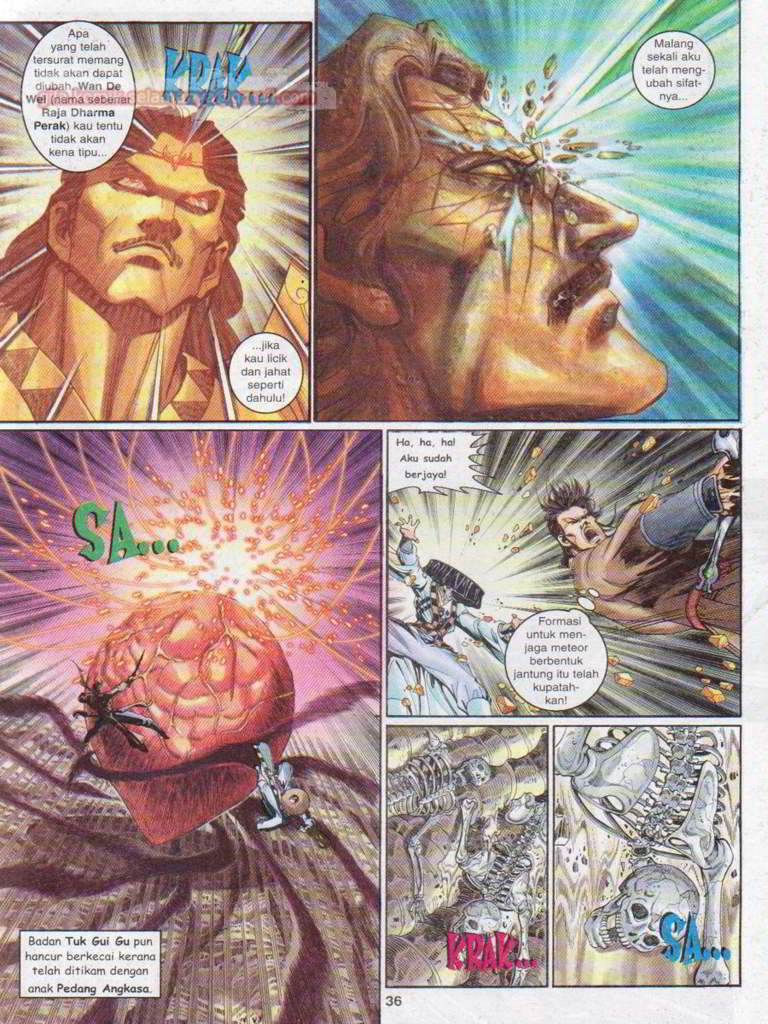 Apa
yang telah
tersurat memang
tidak akan dapat
diubah, Wan De
Wei (nama sebenar
Raja Dharma
Perak) kau tentu
tidak akan
kena tipu...
KRAK...
...jika
kau licik
dan jahat
seperti
dahulu!
Malang
sekali aku
telah meng-
ubah sifat-
nya...
SA...
Badan Tuk Gui Gu pun
hancur berkecai kerana
telah ditikam dengan
anak Pedang Angkasa.
Ha, ha, ha!
Aku sudah
berjaya!
Formasi
untuk men-
jaga meteor
berbentuk
jantung itu telah
kupatah-
kan!
KRAK...
SA...
36